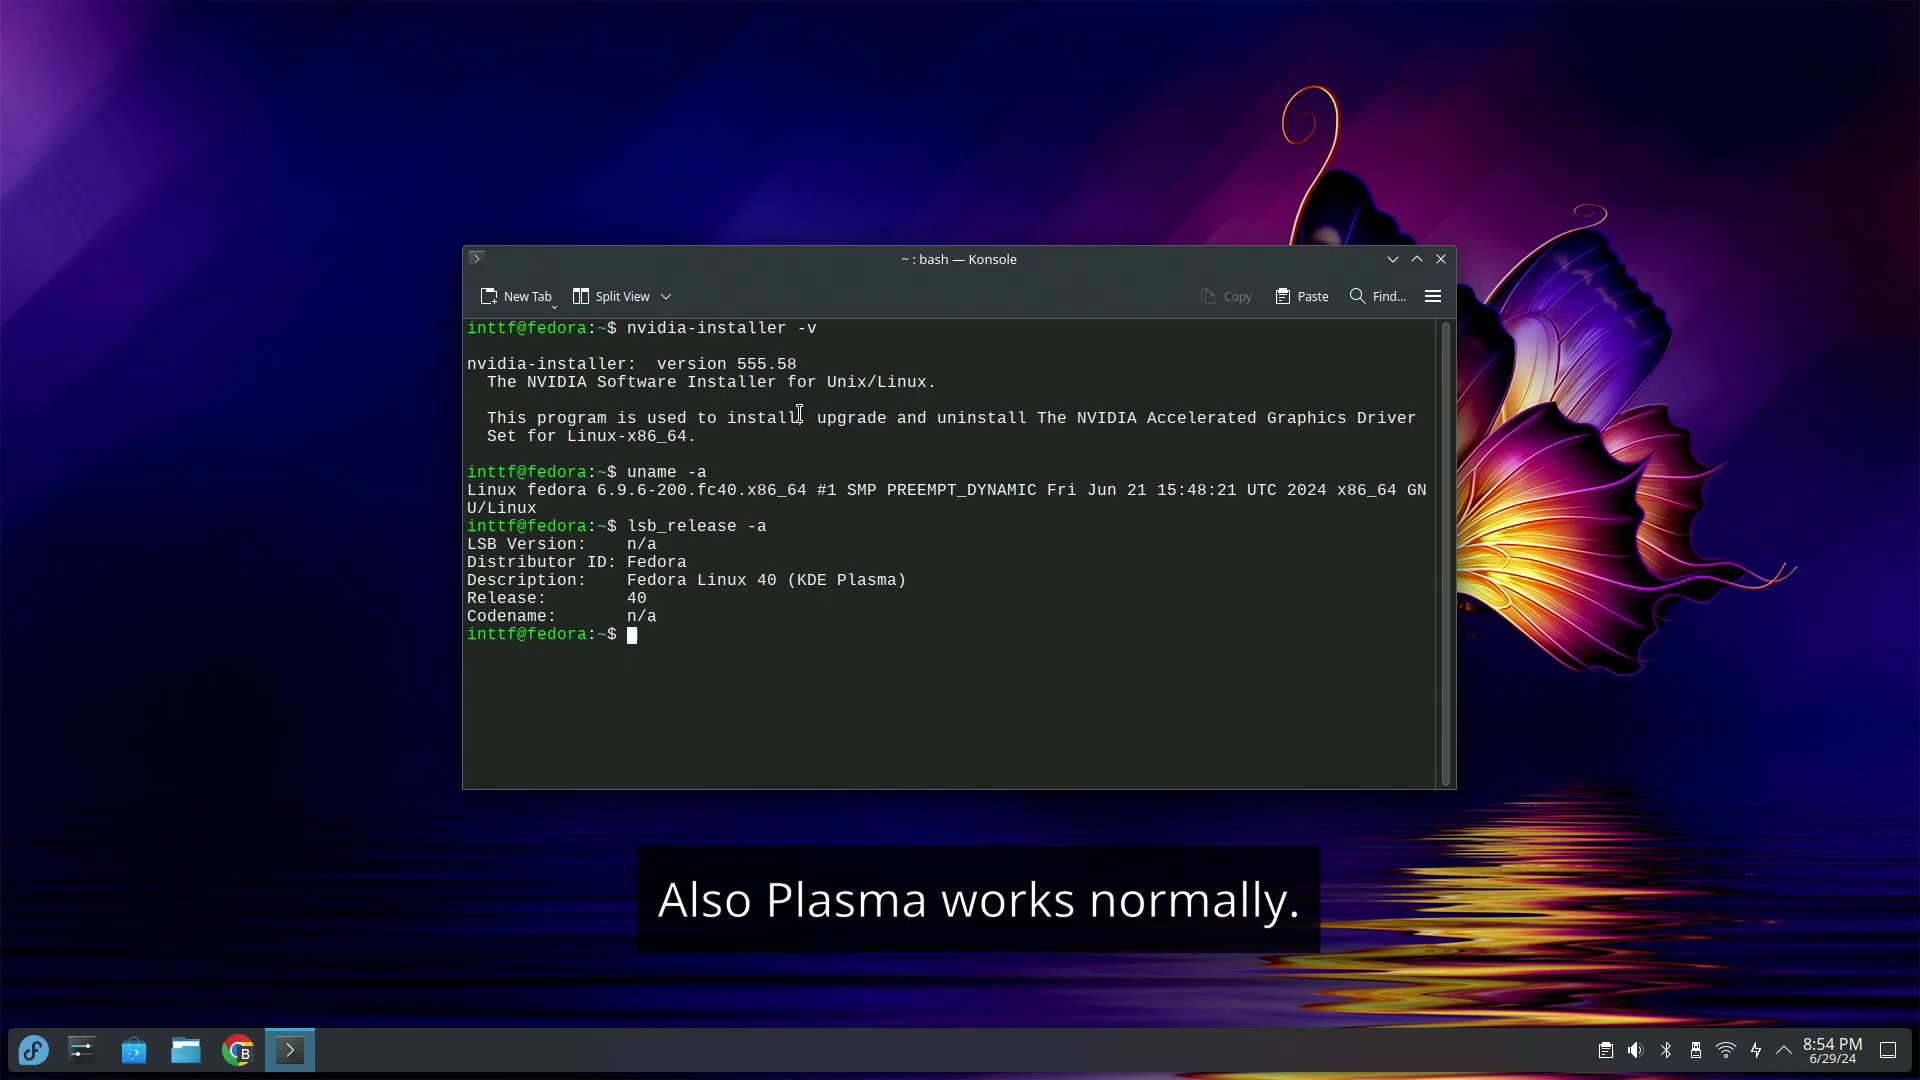 ~ : bash — Konsole
New Tab Split View Copy Paste Find...
inttf@fedora:~$ nvidia-installer -v
nvidia-installer:  version 555.58
The NVIDIA Software Installer for Unix/Linux.
This program is used to install, upgrade and uninstall The NVIDIA Accelerated Graphics Driver
Set for Linux-x86_64.
inttf@fedora:~$ uname -a
Linux fedora 6.9.6-200.fc40.x86_64 #1 SMP PREEMPT_DYNAMIC Fri Jun 21 15:48:21 UTC 2024 x86_64 GN
U/Linux
inttf@fedora:~$ lsb_release -a
LSB Version:    n/a
Distributor ID: Fedora
Description:    Fedora Linux 40 (KDE Plasma)
Release:        40
Codename:       n/a
inttf@fedora:~$
Also Plasma works normally.
B
8:54 PM
6/29/24